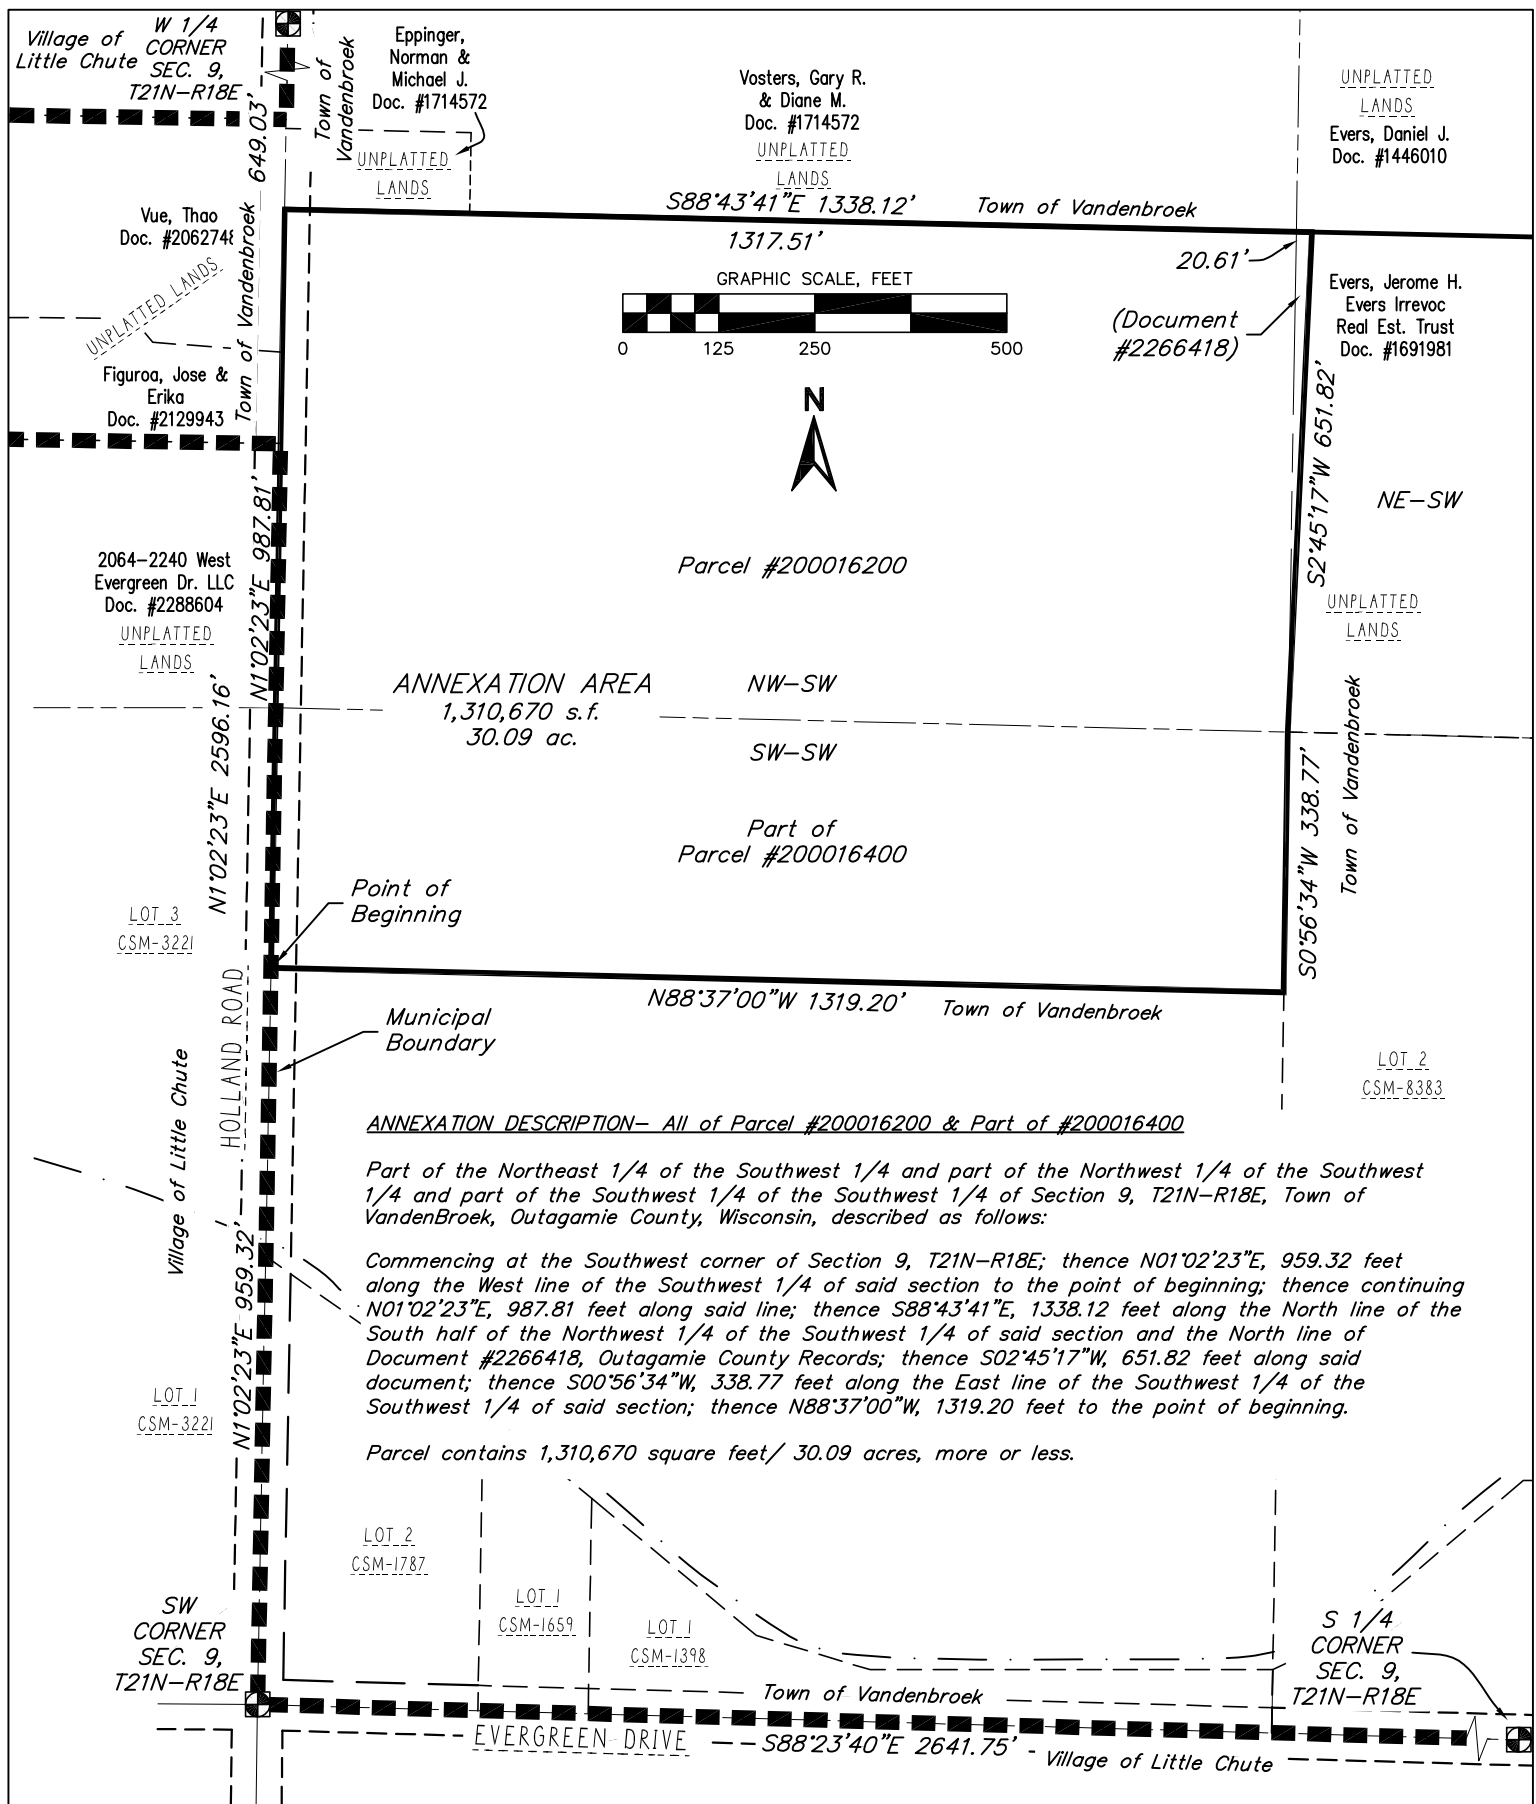 Village of
Little Chute
W 1/4
CORNER
SEC. 9,
T21N-R18E
649.03'
Town of
Vandenbroek
Eppinger,
Norman &
Michael J.
Doc. #1714572
UNPLATTED
LANDS
Vosters, Gary R.
& Diane M.
Doc. #1714572
UNPLATTED
LANDS
UNPLATTED
LANDS
Evers, Daniel J.
Doc. #1446010
S88°43'41"E 1338.12'
Town of Vandenbroek
1317.51'
20.61'
Vue, Thao
Doc. #2062748
UNPLATTED LANDS
Town of Vandenbroek
GRAPHIC SCALE, FEET
0 125 250 500
(Document
#2266418)
Evers, Jerome H.
Evers Irrevoc
Real Est. Trust
Doc. #1691981
Figuroa, Jose &
Erika
Doc. #2129943
N
S2°45'17"W 651.82'
NE-SW
N1°02'23"E 987.81'
2064-2240 West
Evergreen Dr. LLC
Doc. #2288604
UNPLATTED
LANDS
Parcel #200016200
UNPLATTED
LANDS
ANNEXATION AREA
1,310,670 s.f.
30.09 ac.
NW-SW
SW-SW
N1°02'23"E 2596.16'
Town of Vandenbroek
S0°56'34"W 338.77'
Part of
Parcel #200016400
Point of
Beginning
LOT 3
CSM-3221
HOLLAND ROAD
N88°37'00"W 1319.20'
Town of Vandenbroek
Municipal
Boundary
Village of Little Chute
LOT 2
CSM-8383
ANNEXATION DESCRIPTION- All of Parcel #200016200 & Part of #200016400
Part of the Northeast 1/4 of the Southwest 1/4 and part of the Northwest 1/4 of the Southwest
1/4 and part of the Southwest 1/4 of the Southwest 1/4 of Section 9, T21N-R18E, Town of
VandenBroek, Outagamie County, Wisconsin, described as follows:
Commencing at the Southwest corner of Section 9, T21N-R18E; thence N01°02'23"E, 959.32 feet
along the West line of the Southwest 1/4 of said section to the point of beginning; thence continuing
N01°02'23"E, 987.81 feet along said line; thence S88°43'41"E, 1338.12 feet along the North line of the
South half of the Northwest 1/4 of the Southwest 1/4 of said section and the North line of
Document #2266418, Outagamie County Records; thence S02°45'17"W, 651.82 feet along said
document; thence S00°56'34"W, 338.77 feet along the East line of the Southwest 1/4 of the
Southwest 1/4 of said section; thence N88°37'00"W, 1319.20 feet to the point of beginning.
Parcel contains 1,310,670 square feet/ 30.09 acres, more or less.
N1°02'23"E 959.32'
LOT 1
CSM-3221
LOT 2
CSM-1787
LOT 1
CSM-1659
LOT 1
CSM-1398
SW
CORNER
SEC. 9,
T21N-R18E
S 1/4
CORNER
SEC. 9,
T21N-R18E
Town of Vandenbroek
EVERGREEN DRIVE
S88°23'40"E 2641.75'
Village of Little Chute